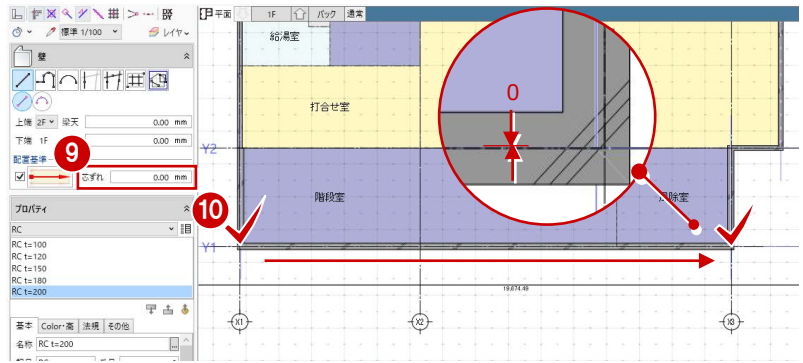 平面 1F バック 通常
標準 1/100 レイヤ
壁
上端 2F 梁天 0.00 mm
下端 1F 0.00 mm
配置基準
芯ずれ 0.00 mm
9
10
プロパティ
RC
RC t=100
RC t=120
RC t=150
RC t=180
RC t=200
基本 Color・高 法規 その他
名称 RC t=200 ...
給湯室
打合せ室
0
Y2
階段室
Y1
19,674.49
X1 X2 X3